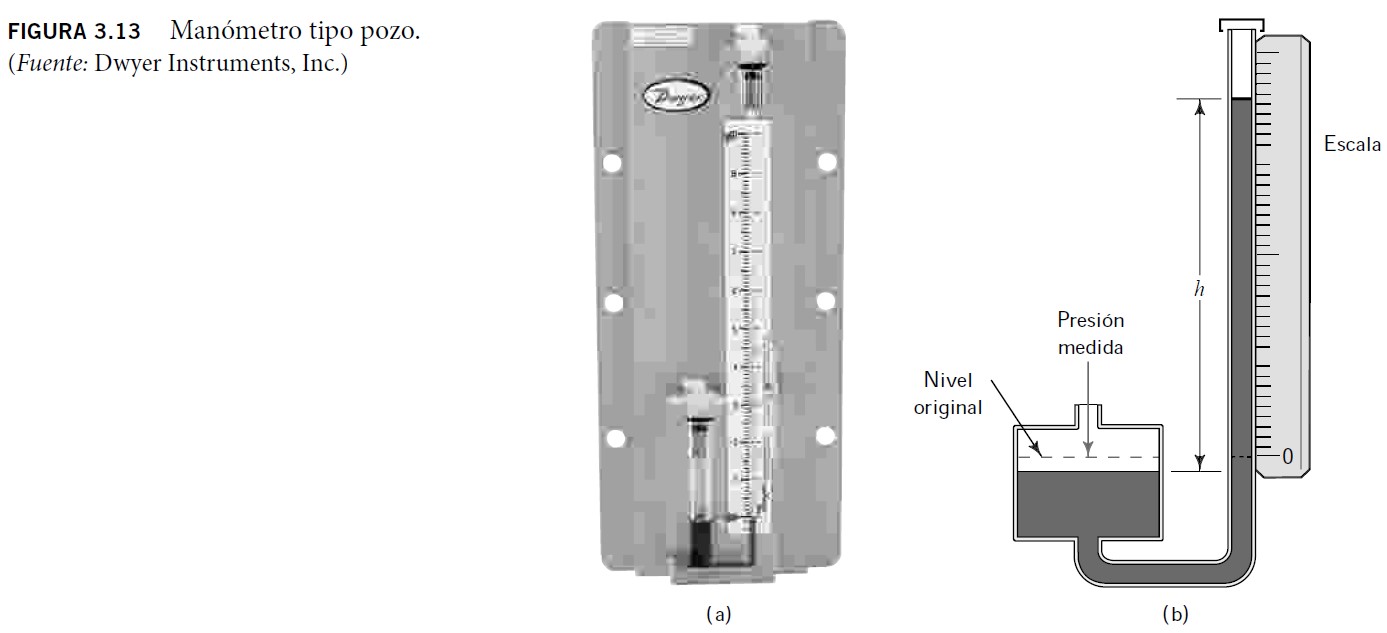 FIGURA 3.13 Manómetro tipo pozo.
(Fuente: Dwyer Instruments, Inc.)
Dwyer
Escala
h
Presión
medida
Nivel
original
0
(a)
(b)